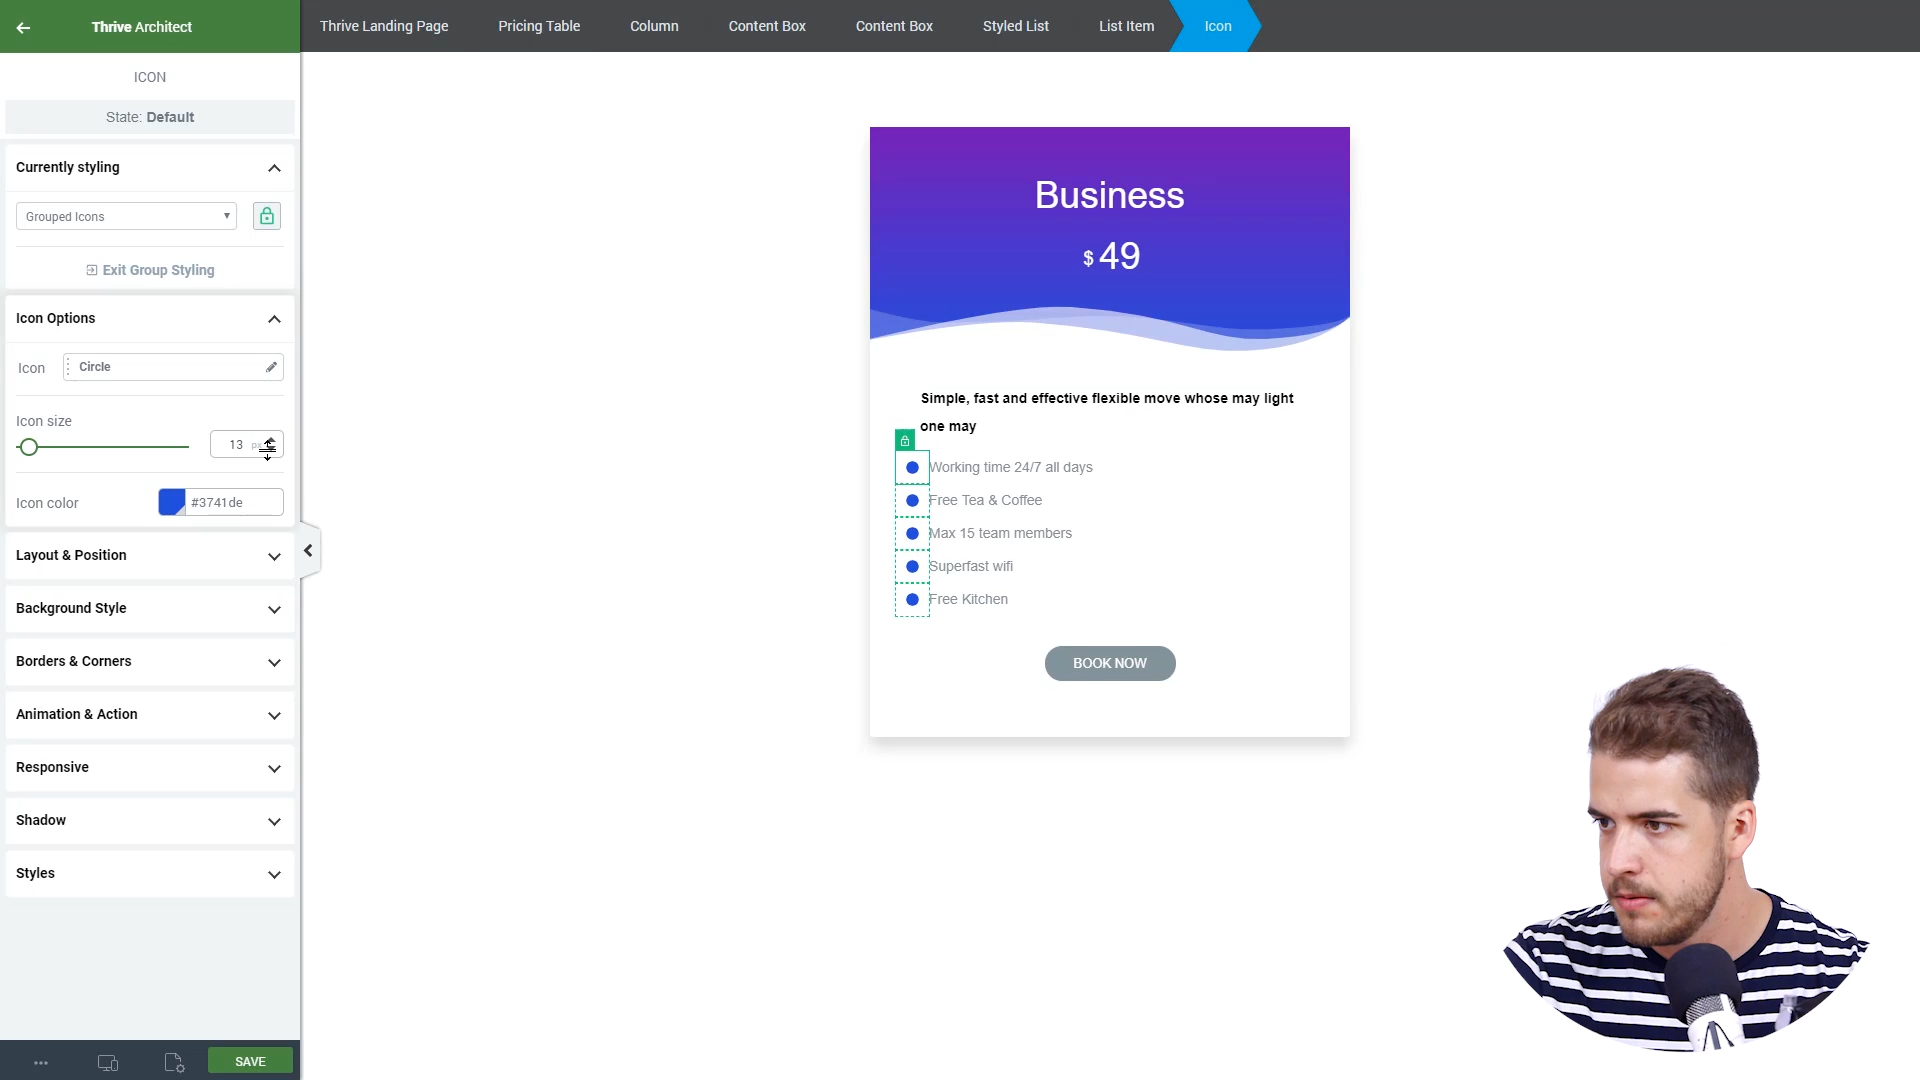 Thrive Architect
Thrive Landing Page
Pricing Table
Column
Content Box
Content Box
Styled List
List Item
Icon
ICON
State: Default
Currently styling
Grouped Icons
Exit Group Styling
Icon Options
Icon
Circle
Icon size
13
px
Icon color
#3741de
Layout & Position
Background Style
Borders & Corners
Animation & Action
Responsive
Shadow
Styles
SAVE
Business
$ 49
Simple, fast and effective flexible move whose may light
one may
Working time 24/7 all days
Free Tea & Coffee
Max 15 team members
Superfast wifi
Free Kitchen
BOOK NOW